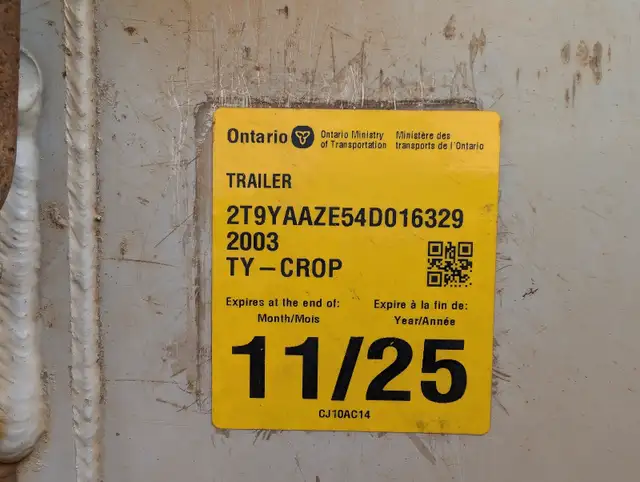 Ontario
Ontario Ministry
of Transportation
Ministère des
transports de l'Ontario
TRAILER
2T9YAAZE54D016329
2003
TY-CROP
Expires at the end of:
Month/Mois
Expire à la fin de:
Year/Année
11/25
CJ10AC14